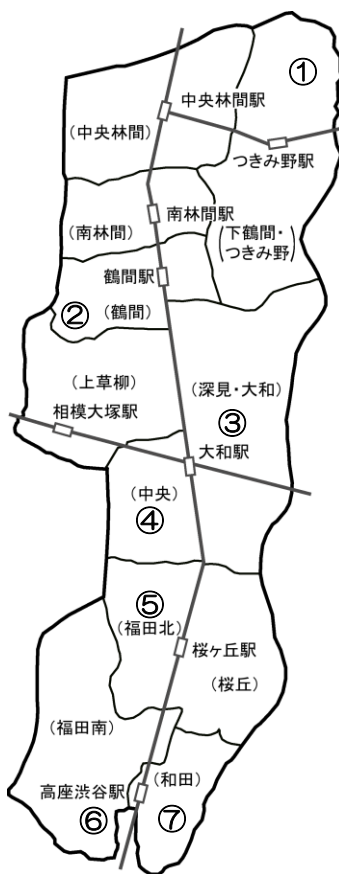 ①
中央林間駅
(中央林間)
つきみ野駅
南林間駅
(南林間)
(下鶴間・
つきみ野)
鶴間駅
②
(鶴間)
(上草柳)
(深見・大和)
相模大塚駅
③
大和駅
(中央)
④
⑤
(福田北)
桜ヶ丘駅
(桜丘)
(福田南)
(和田)
高座渋谷駅
⑥
⑦